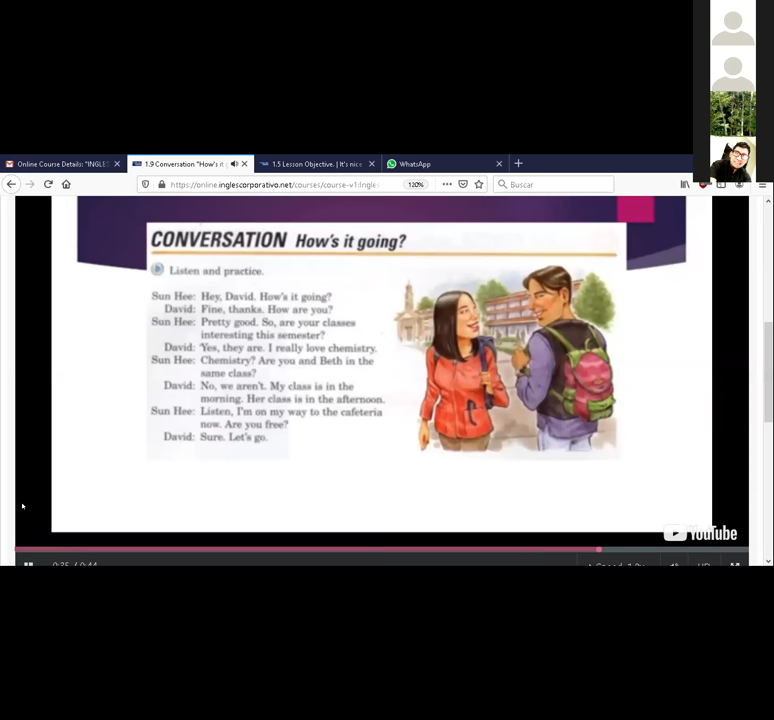 Online Course Details: "INGLES
1.9 Conversation "How's it
1.5 Lesson Objective. | It's nice
WhatsApp
https://online.inglescorporativo.net/courses/course-v1:Ingle
120%
Buscar
CONVERSATION How's it going?
Listen and practice.
Sun Hee: Hey, David. How's it going?
David: Fine, thanks. How are you?
Sun Hee: Pretty good. So, are your classes
interesting this semester?
David: Yes, they are. I really love chemistry.
Sun Hee: Chemistry? Are you and Beth in the
same class?
David: No, we aren't. My class is in the
morning. Her class is in the afternoon.
Sun Hee: Listen, I'm on my way to the cafeteria
now. Are you free?
David: Sure. Let's go.
YouTube
0:35 / 0:44